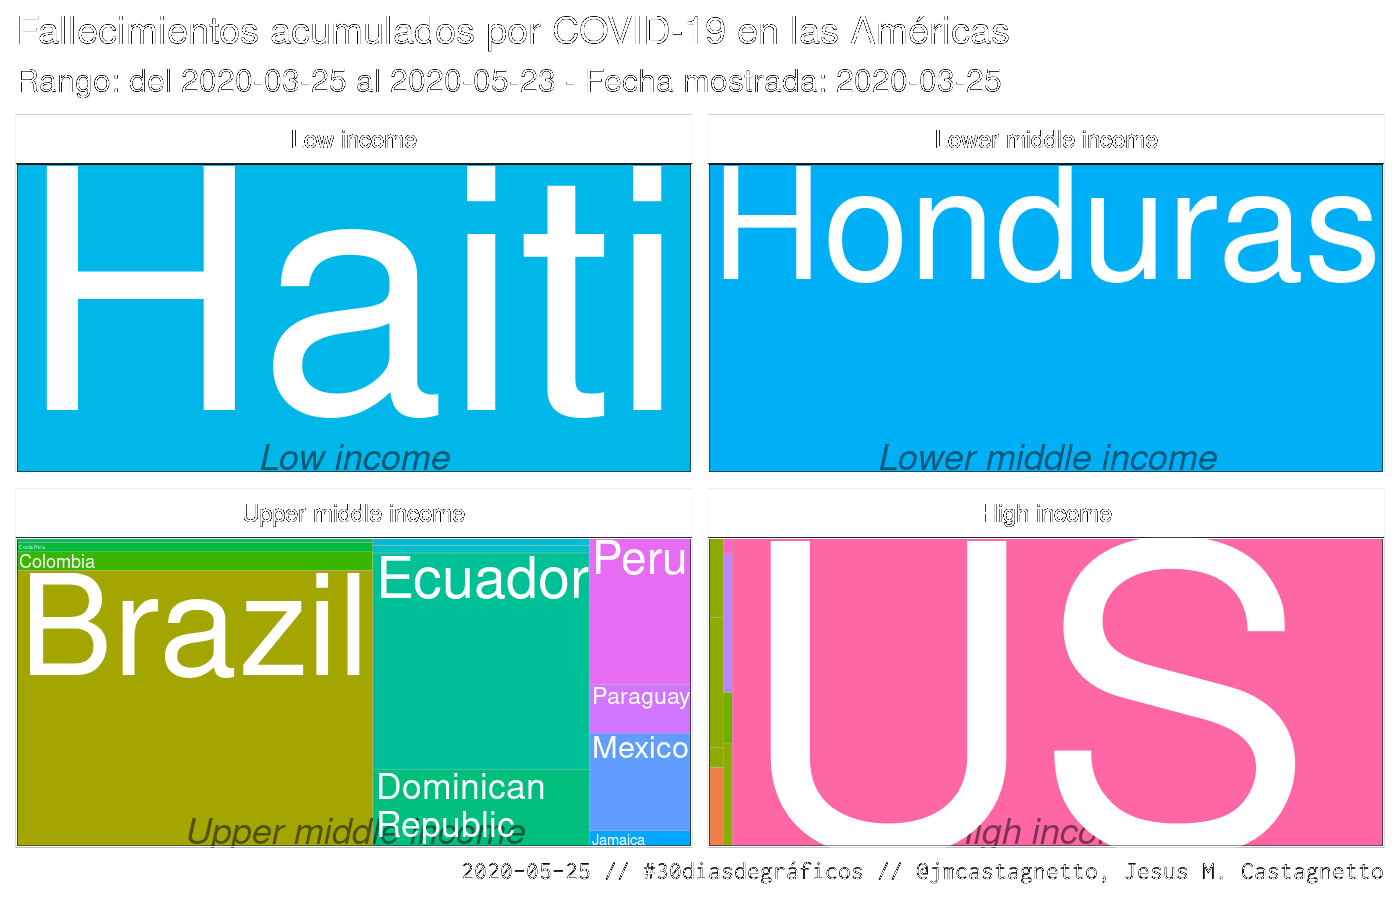 Fallecimientos acumulados por COVID-19 en las Américas
Rango: del 2020-03-25 al 2020-05-23 - Fecha mostrada: 2020-03-25
Low income
Haiti
Low income
Lower middle income
Honduras
Lower middle income
Upper middle income
Costa Rica
Colombia
Brazil
Ecuador
Dominican
Republic
Peru
Paraguay
Mexico
Jamaica
Upper middle income
High income
US
High income
2020-05-25 // #30diasdegráficos // @jmcastagnetto, Jesus M. Castagnetto